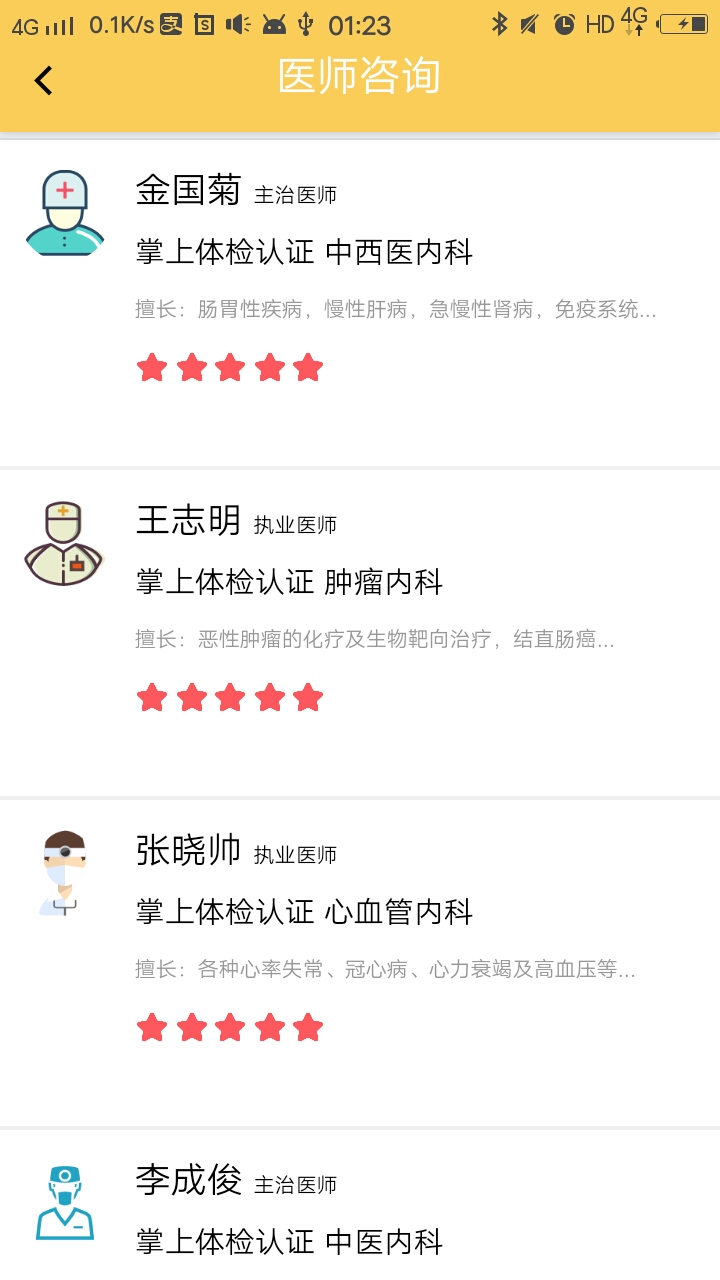 4G 0.1K/s 01:23 HD 4G
医师咨询
金国菊 主治医师
掌上体检认证 中西医内科
擅长：肠胃性疾病，慢性肝病，急慢性肾病，免疫系统...
王志明 执业医师
掌上体检认证 肿瘤内科
擅长：恶性肿瘤的化疗及生物靶向治疗，结直肠癌...
张晓帅 执业医师
掌上体检认证 心血管内科
擅长：各种心率失常、冠心病、心力衰竭及高血压等...
李成俊 主治医师
掌上体检认证 中医内科